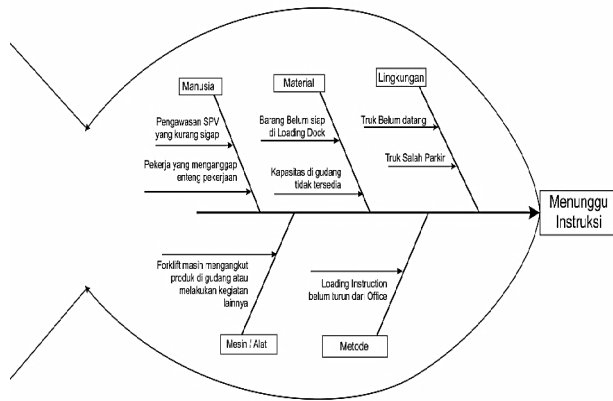 Manusia
Material
Lingkungan
Pengawasan SPV
yang kurang sigap
Pekerja yang menganggap
enteng pekerjaan
Barang Belum siap
di Loading Dock
Kapasitas di gudang
tidak tersedia
Truk Belum datang
Truk Salah Parkir
Menunggu
Instruksi
Forklift masin mengangkut
produk di gudang atau
melakukan kegiatan
lainnya
Loading Instruction
belum turun dari Office
Mesin / Alat
Metode